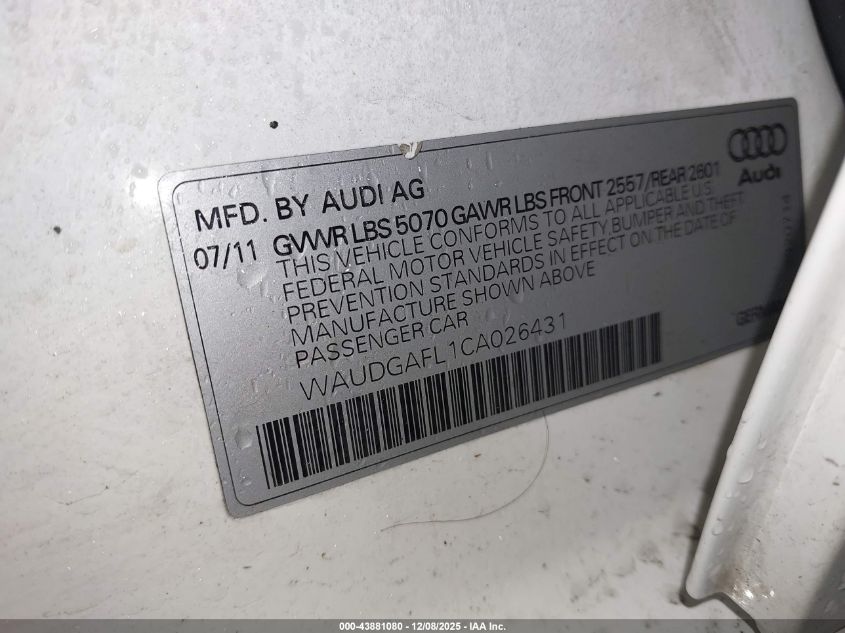 MFD. BY AUDI AG
07/11 GVWR LBS 5070 GAWR LBS FRONT 2557/REAR 2601
THIS VEHICLE CONFORMS TO ALL APPLICABLE U.S.
FEDERAL MOTOR VEHICLE SAFETY, BUMPER AND THEFT
PREVENTION STANDARDS IN EFFECT ON THE DATE OF
MANUFACTURE SHOWN ABOVE
PASSENGER CAR
WAUDGAFL1CA026431
Audi
000-43881080 - 12/08/2025 - IAA Inc.